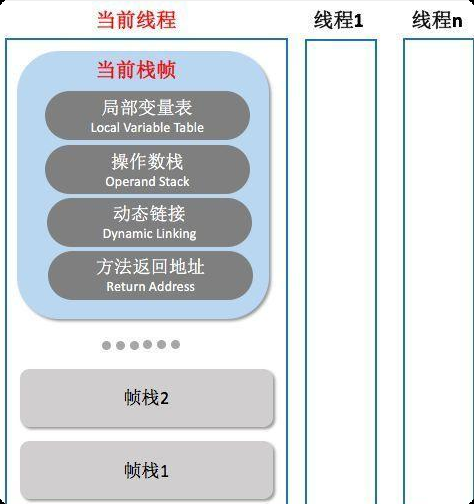 当前线程
线程1
线程n
当前栈帧
局部变量表
Local Variable Table
操作数栈
Operand Stack
动态链接
Dynamic Linking
方法返回地址
Return Address
帧栈2
帧栈1